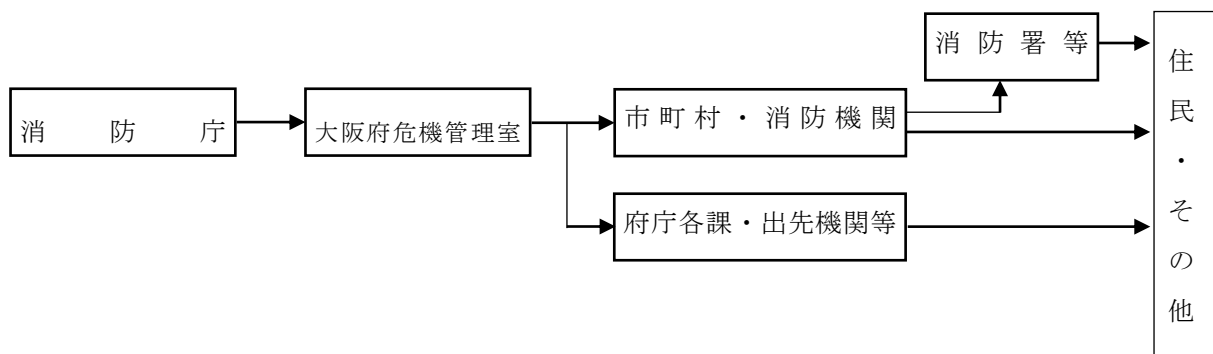 消防署等
消防庁
大阪府危機管理室
市町村・消防機関
府庁各課・出先機関等
住民・その他